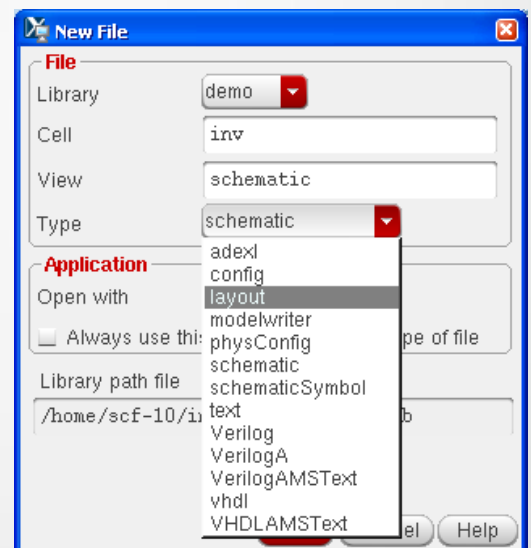 New File
File
Library demo
Cell inv
View schematic
Type schematic
adexl
config
layout
modelwriter
physConfig
schematic
schematicSymbol
text
Verilog
VerilogA
VerilogAMSText
vhdl
VHDLAMSText
Application
Open with
Always use this pe of file
Library path file
/home/scf-10/i b
el Help